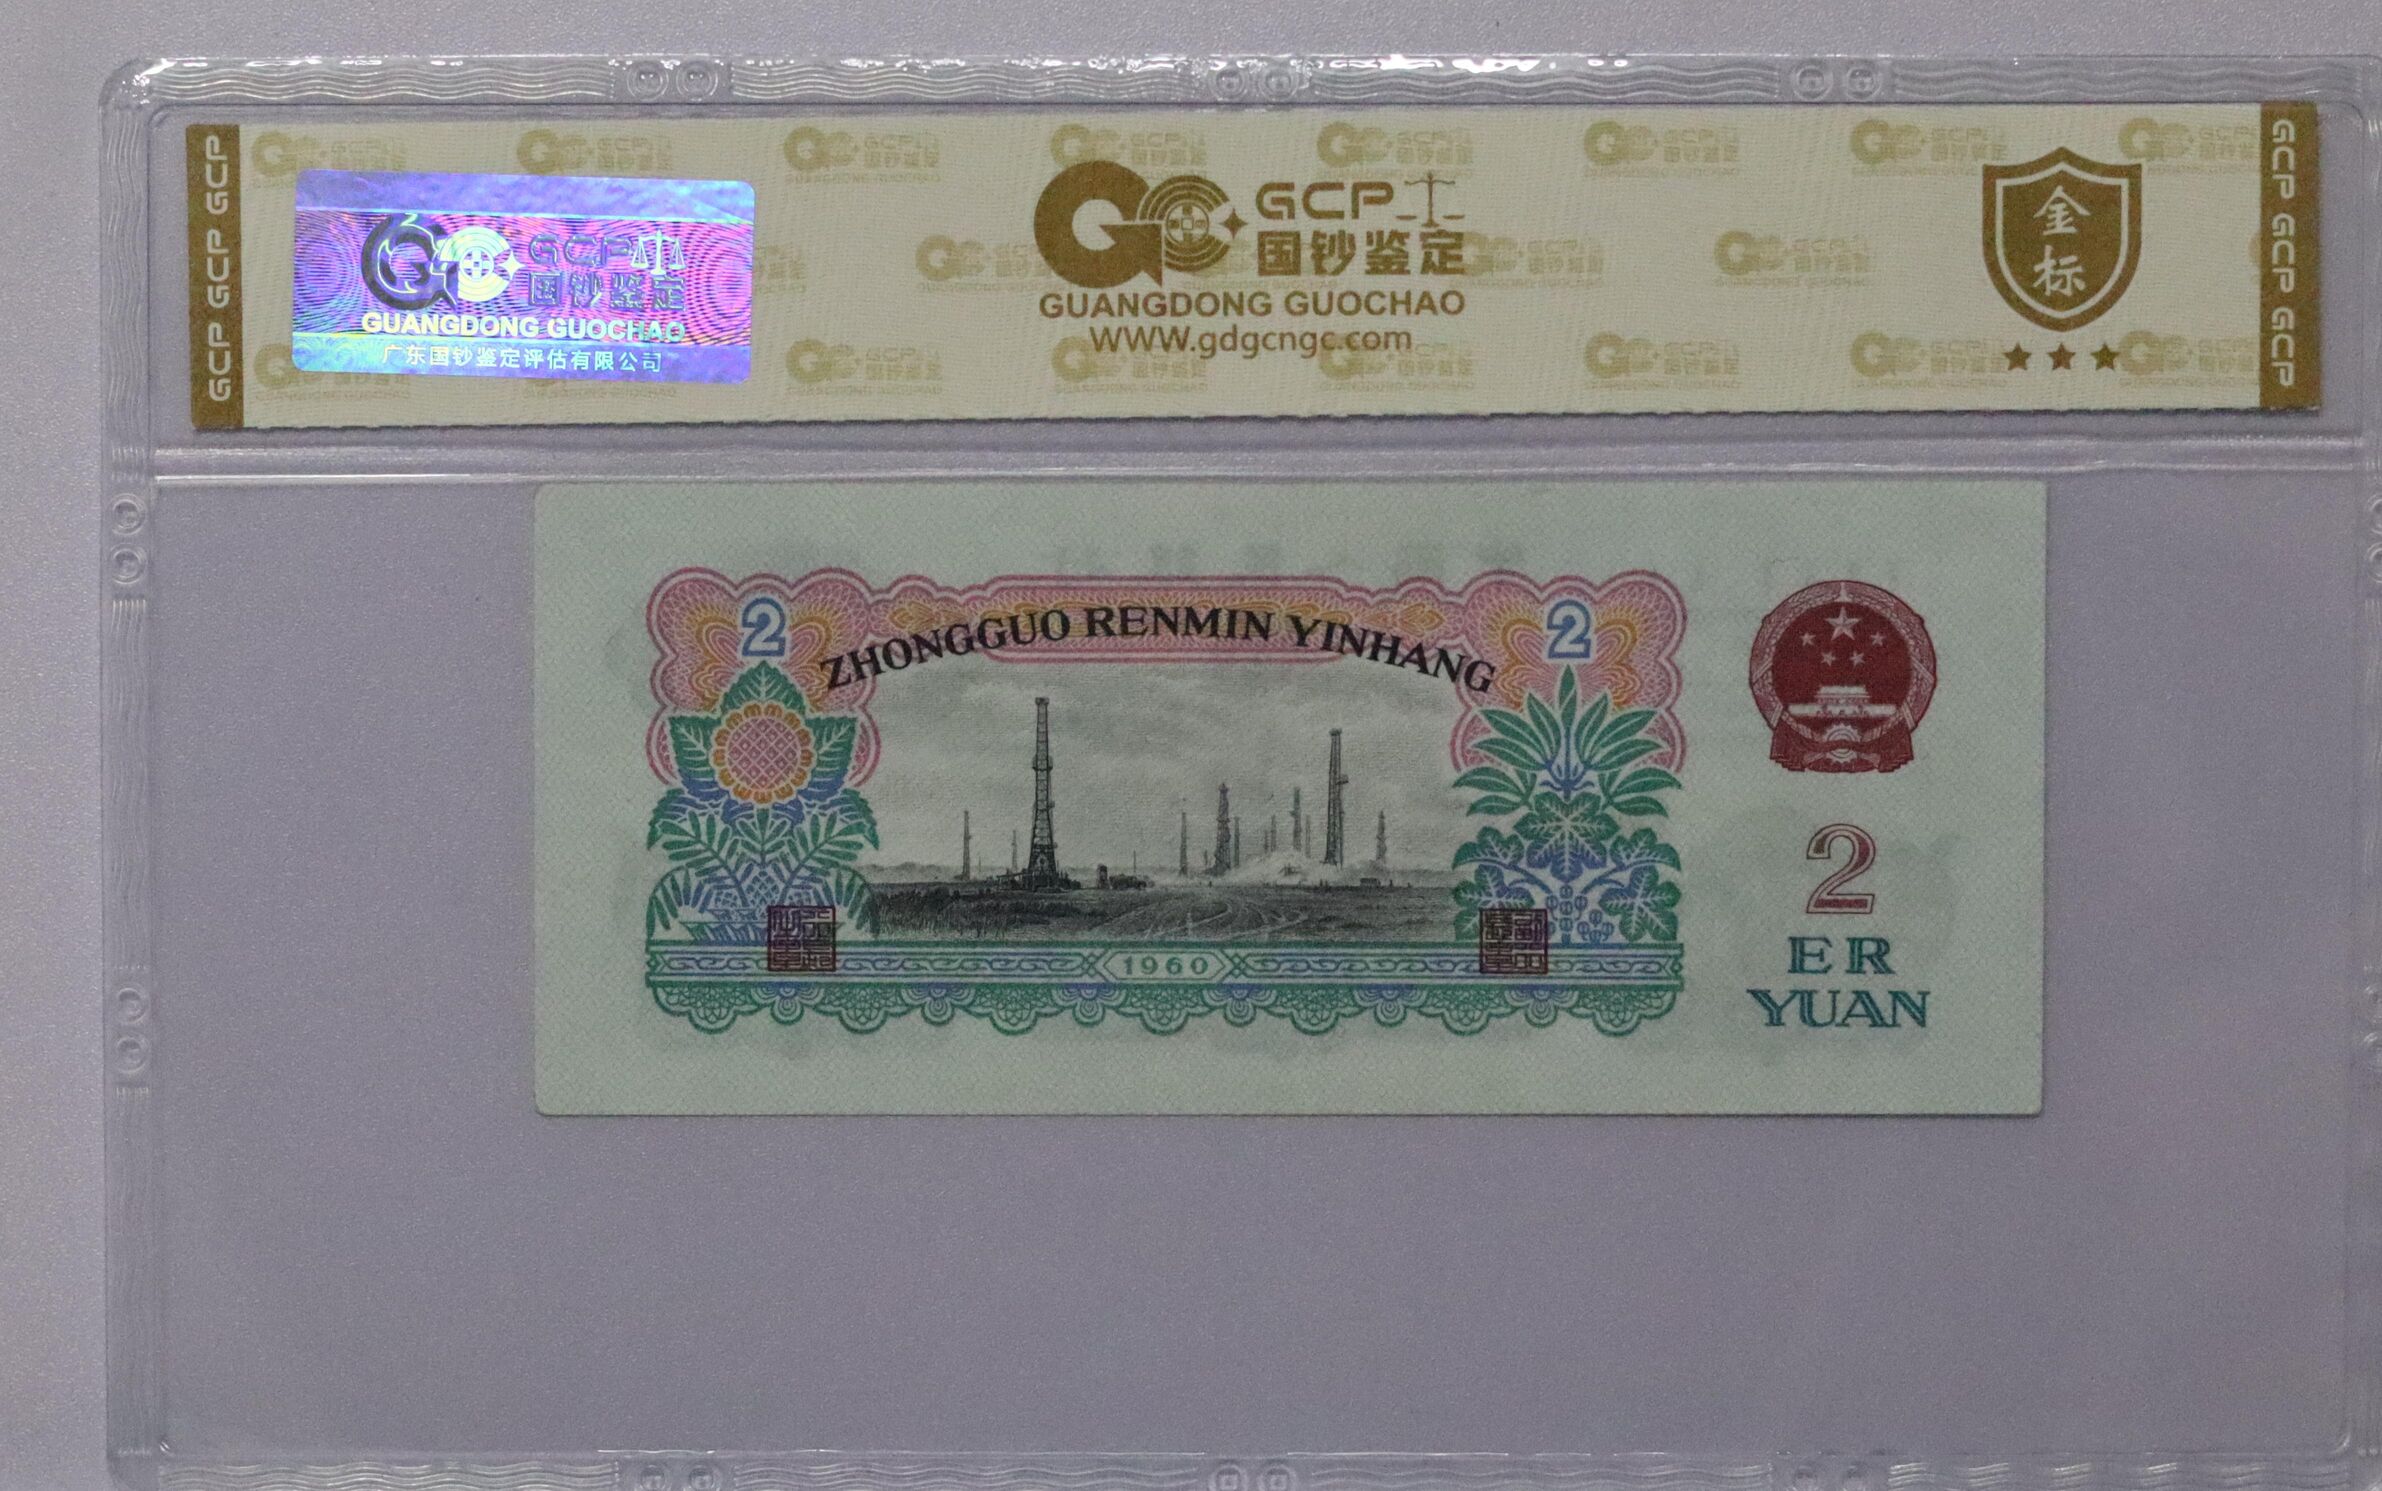 GCP GCP GCP
GCP
国钞鉴定
GUANGDONG GUOCHAO
广东国钞鉴定评估有限公司
GCP
国钞鉴定
GUANGDONG GUOCHAO
WWW.gdgcngc.com
金标
GCP GCP GCP
ZHONGGUO RENMIN YINHANG
2
2
1960
2
ER
YUAN